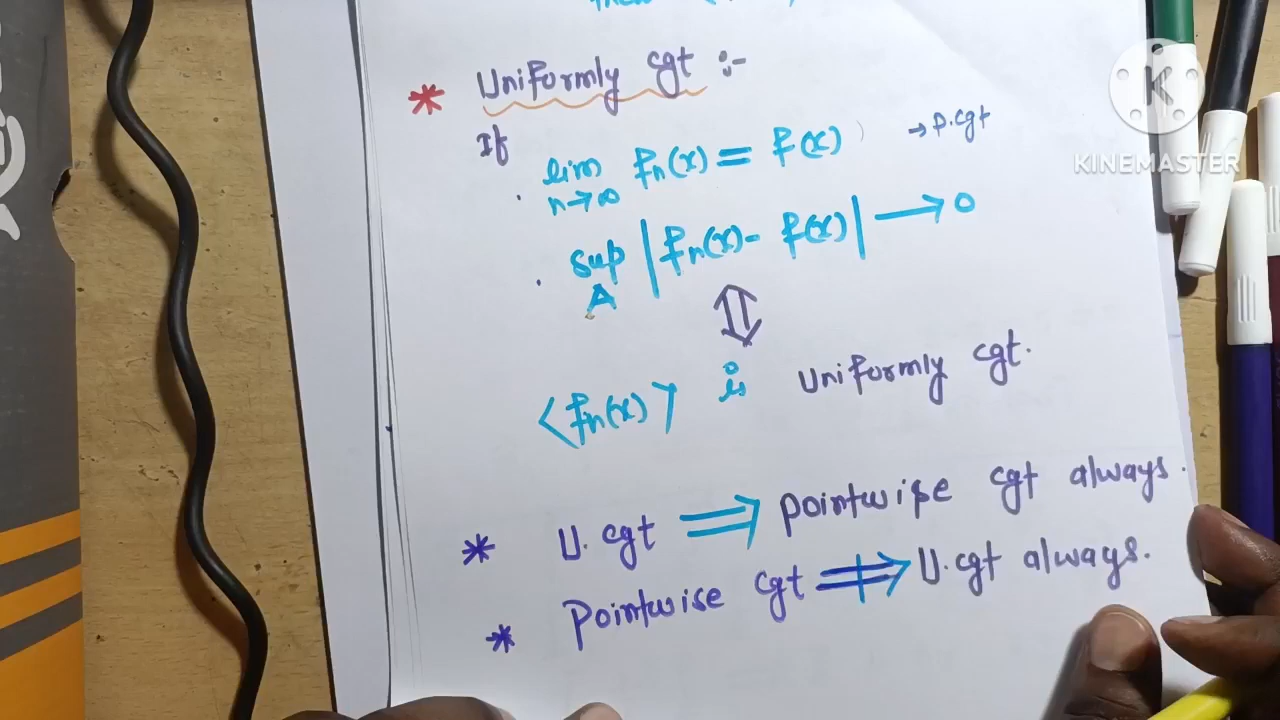 * Uniformly cgt :-
If
lim fn(x) = f(x) → p.cgt
n→∞
sup |fn(x) - f(x)| → 0
A
⇕
<fn(x)> is uniformly cgt.
* U. cgt ⇒ pointwise cgt always.
* Pointwise cgt ⇏ U.cgt always.
K
KINEMASTER